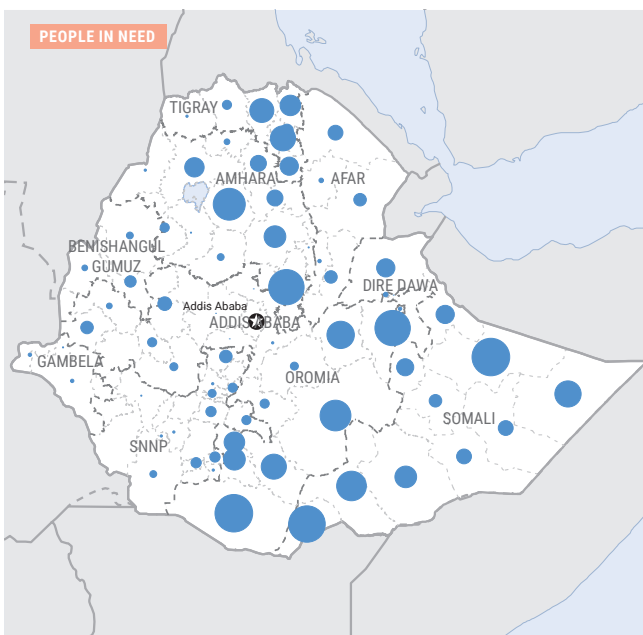 PEOPLE IN NEED
TIGRAY
AMHARA
AFAR
BENISHANGUL
GUMUZ
DIRE DAWA
Addis Ababa
ADDIS ABABA
GAMBELA
OROMIA
SOMALI
SNNP